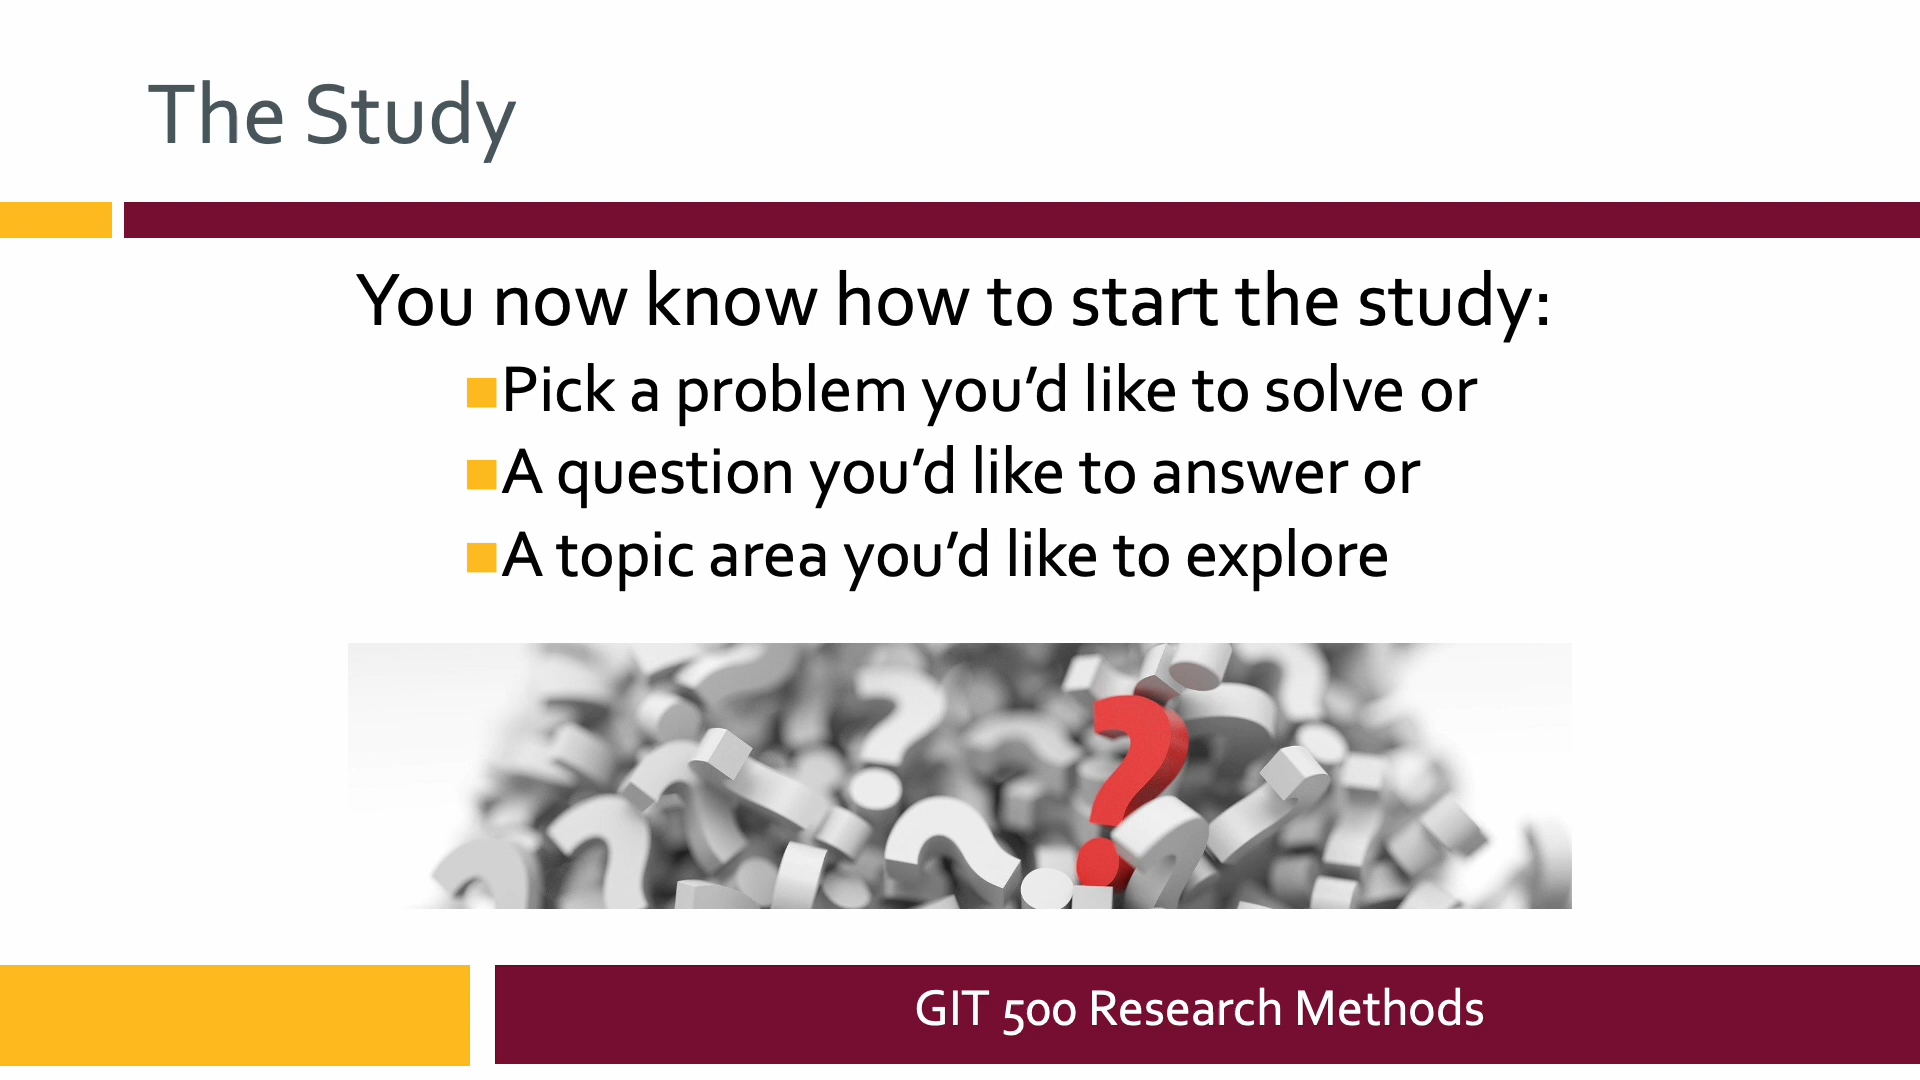 The Study
You now know how to start the study:
Pick a problem you’d like to solve or
A question you’d like to answer or
A topic area you’d like to explore
GIT 500 Research Methods